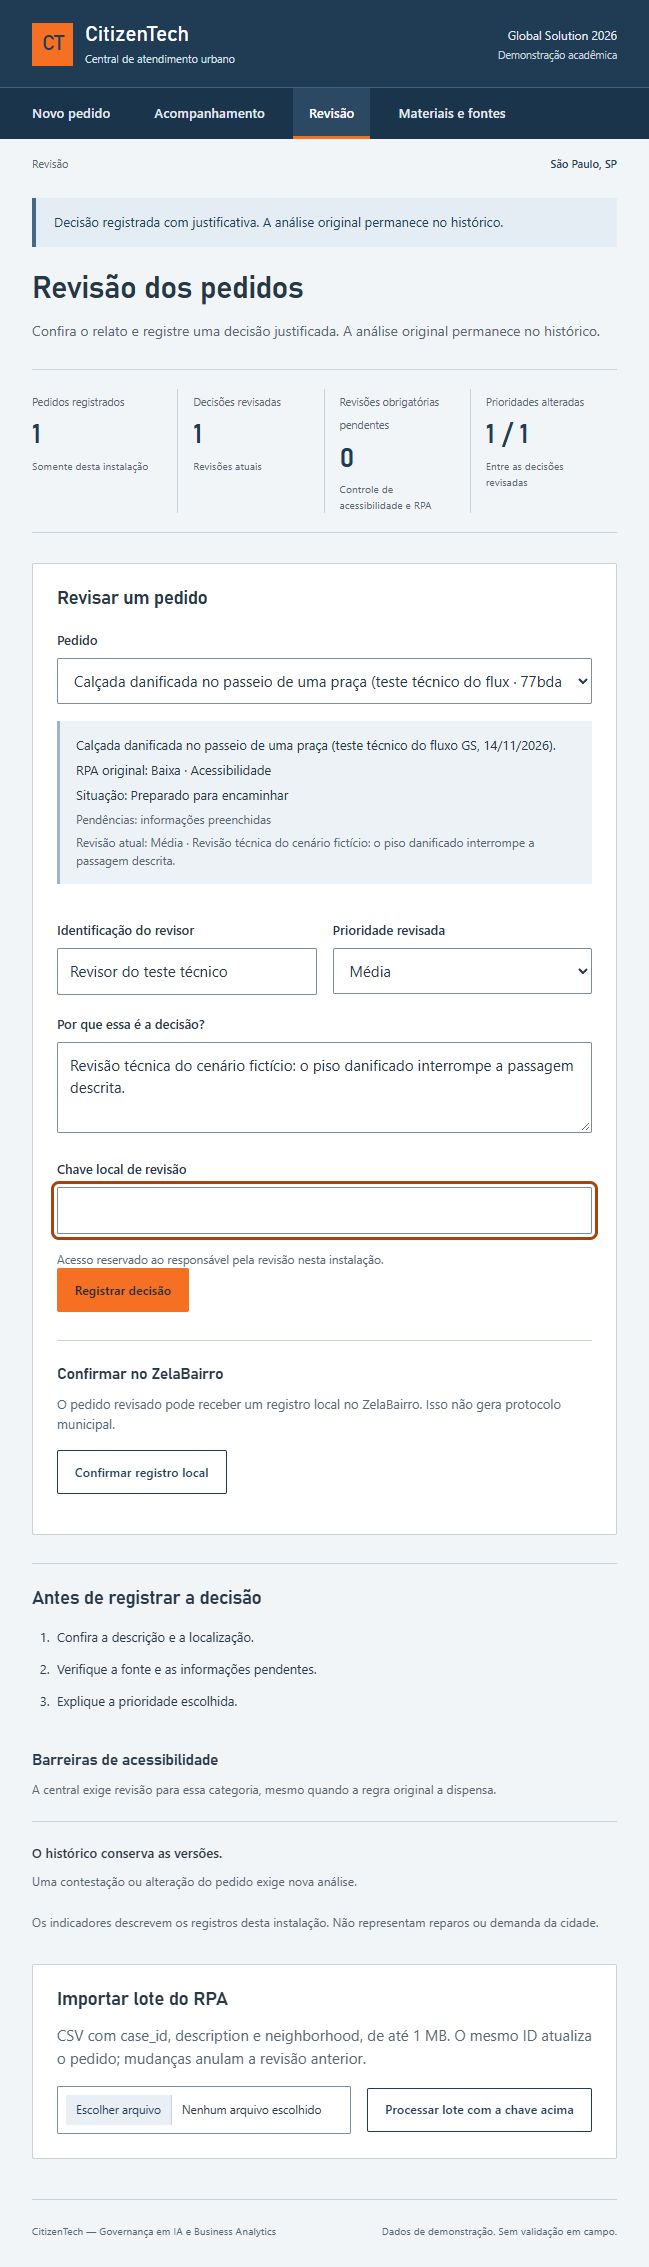 CT
CitizenTech
Central de atendimento urbano
Global Solution 2026
Demonstração acadêmica
Novo pedido
Acompanhamento
Revisão
Materiais e fontes
Revisão
São Paulo, SP
Decisão registrada com justificativa. A análise original permanece no histórico.
Revisão dos pedidos
Confira o relato e registre uma decisão justificada. A análise original permanece no histórico.
Pedidos registrados
1
Somente desta instalação
Decisões revisadas
1
Revisões atuais
Revisões obrigatórias
pendentes
0
Controle de
acessibilidade e RPA
Prioridades alteradas
1 / 1
Entre as decisões
revisadas
Revisar um pedido
Pedido
Calçada danificada no passeio de uma praça (teste técnico do flux · 77bda
Calçada danificada no passeio de uma praça (teste técnico do fluxo GS, 14/11/2026).
RPA original: Baixa · Acessibilidade
Situação: Preparado para encaminhar
Pendências: informações preenchidas
Revisão atual: Média · Revisão técnica do cenário fictício: o piso danificado interrompe a
passagem descrita.
Identificação do revisor
Prioridade revisada
Revisor do teste técnico
Média
Por que essa é a decisão?
Revisão técnica do cenário fictício: o piso danificado interrompe a passagem
descrita.
Chave local de revisão
Acesso reservado ao responsável pela revisão nesta instalação.
Registrar decisão
Confirmar no ZelaBairro
O pedido revisado pode receber um registro local no ZelaBairro. Isso não gera protocolo
municipal.
Confirmar registro local
Antes de registrar a decisão
1. Confira a descrição e a localização.
2. Verifique a fonte e as informações pendentes.
3. Explique a prioridade escolhida.
Barreiras de acessibilidade
A central exige revisão para essa categoria, mesmo quando a regra original a dispensa.
O histórico conserva as versões.
Uma contestação ou alteração do pedido exige nova análise.
Os indicadores descrevem os registros desta instalação. Não representam reparos ou demanda da cidade.
Importar lote do RPA
CSV com case_id, description e neighborhood, de até 1 MB. O mesmo ID atualiza
o pedido; mudanças anulam a revisão anterior.
Escolher arquivo
Nenhum arquivo escolhido
Processar lote com a chave acima
CitizenTech — Governança em IA e Business Analytics
Dados de demonstração. Sem validação em campo.